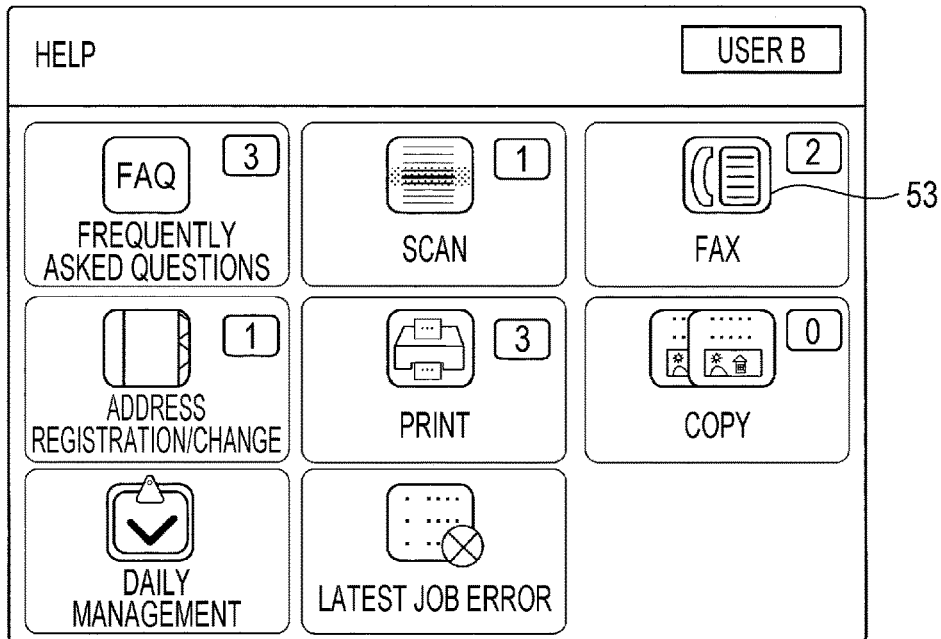 HELP
USER B
FAQ
3
FREQUENTLY
ASKED QUESTIONS
1
SCAN
2
FAX
53
1
ADDRESS
REGISTRATION/CHANGE
3
PRINT
0
COPY
DAILY
MANAGEMENT
LATEST JOB ERROR